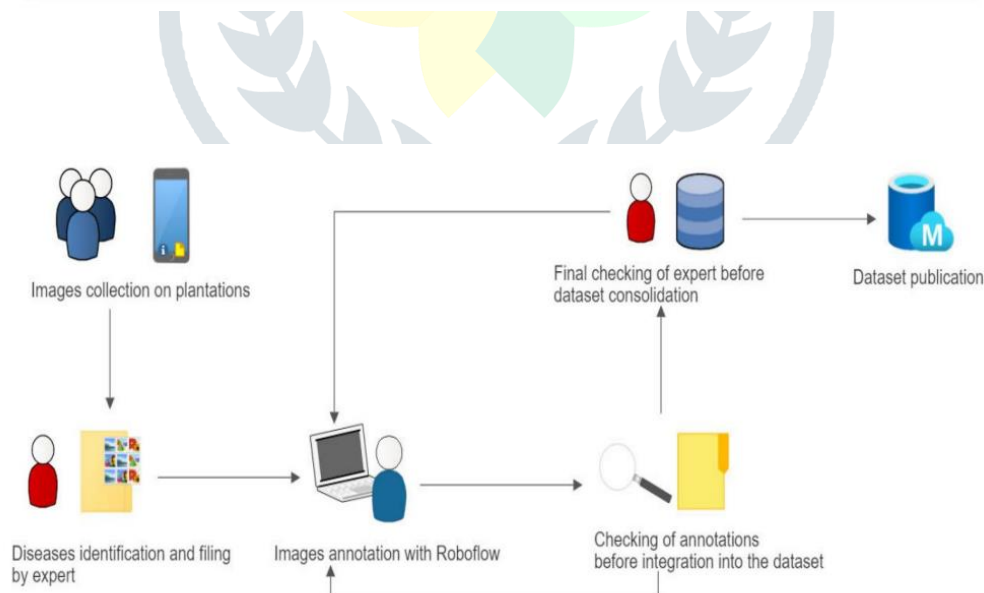 Images collection on plantations
Final checking of expert before
dataset consolidation
M
Dataset publication
Diseases identification and filing
by expert
Images annotation with Roboflow
Checking of annotations
before integration into the dataset